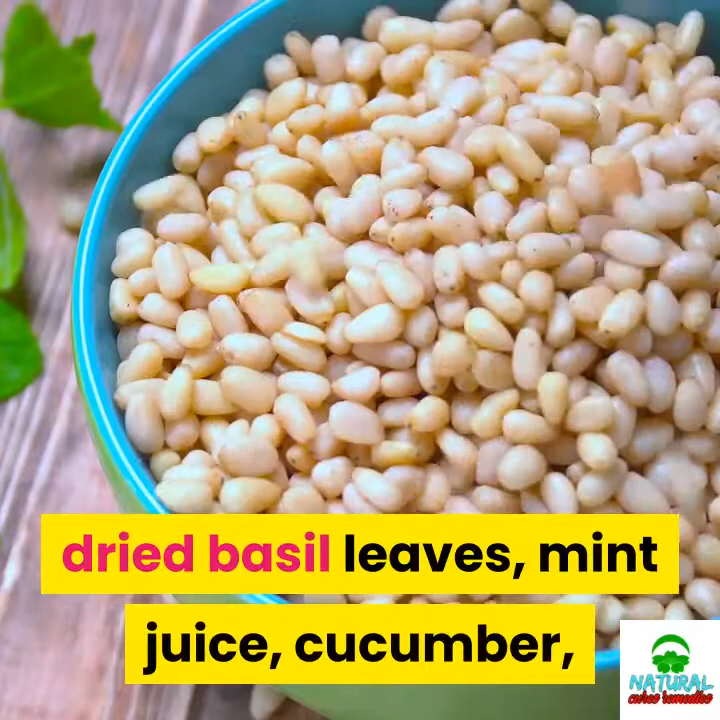 dried basil leaves, mint
juice, cucumber,
NATURAL
cures remedies